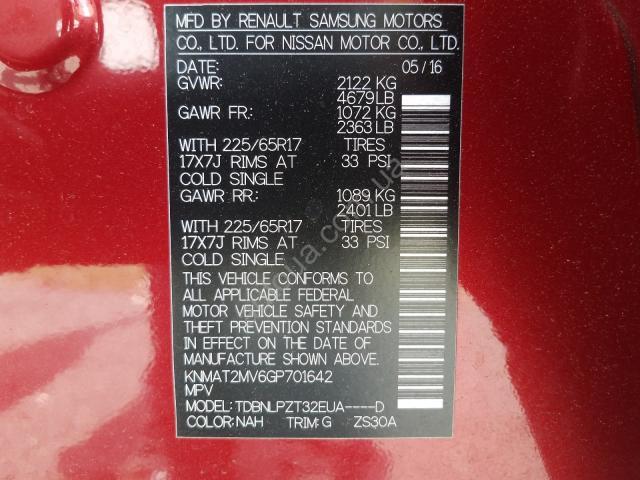 MFD BY RENAULT SAMSUNG MOTORS
CO., LTD. FOR NISSAN MOTOR CO., LTD.
DATE: 05/16
GVWR: 2122 KG
4679 LB
GAWR FR: 1072 KG
2363 LB
WITH 225/65R17 TIRES
17X7J RIMS AT 33 PSI
COLD SINGLE
GAWR RR: 1089 KG
2401 LB
WITH 225/65R17 TIRES
17X7J RIMS AT 33 PSI
COLD SINGLE
THIS VEHICLE CONFORMS TO
ALL APPLICABLE FEDERAL
MOTOR VEHICLE SAFETY AND
THEFT PREVENTION STANDARDS
IN EFFECT ON THE DATE OF
MANUFACTURE SHOWN ABOVE.
KNMAT2MV6GP701642
MPV
MODEL: TDBNLPZT32EUA----D
COLOR: NAH TRIM: G ZS30A